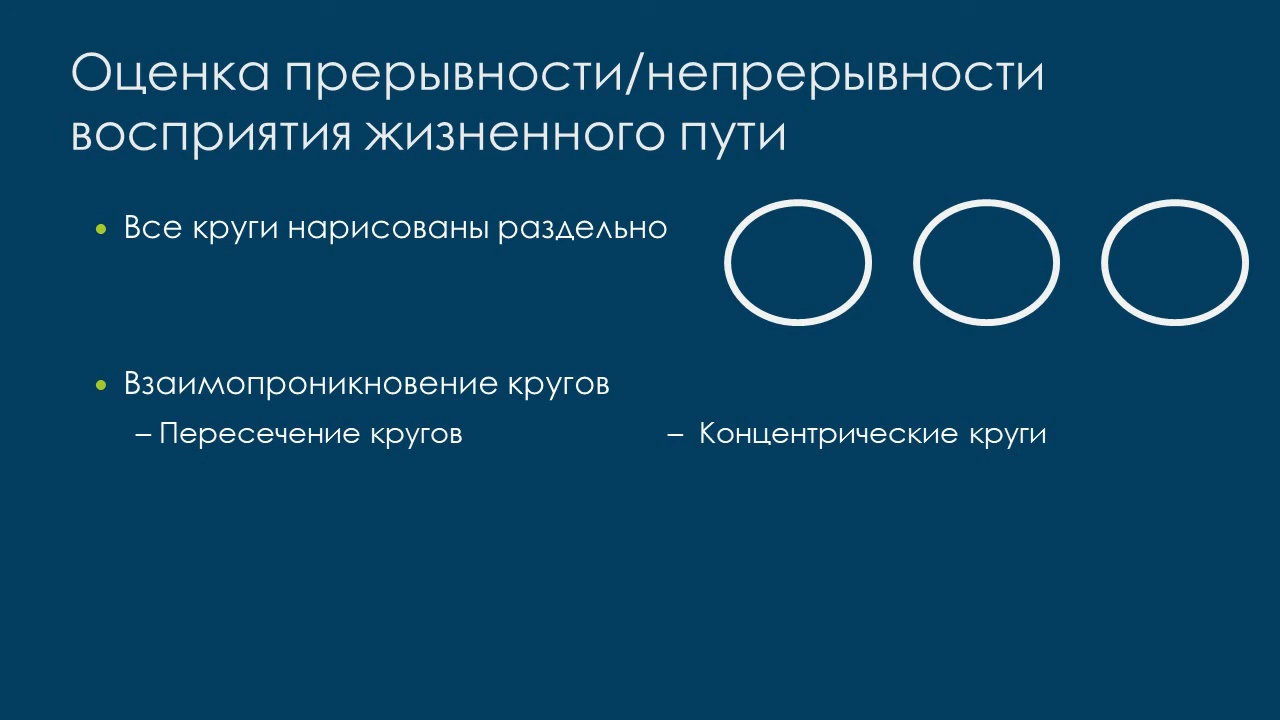 Оценка прерывности/непрерывности
восприятия жизненного пути
• Все круги нарисованы раздельно
• Взаимопроникновение кругов
– Пересечение кругов – Концентрические круги